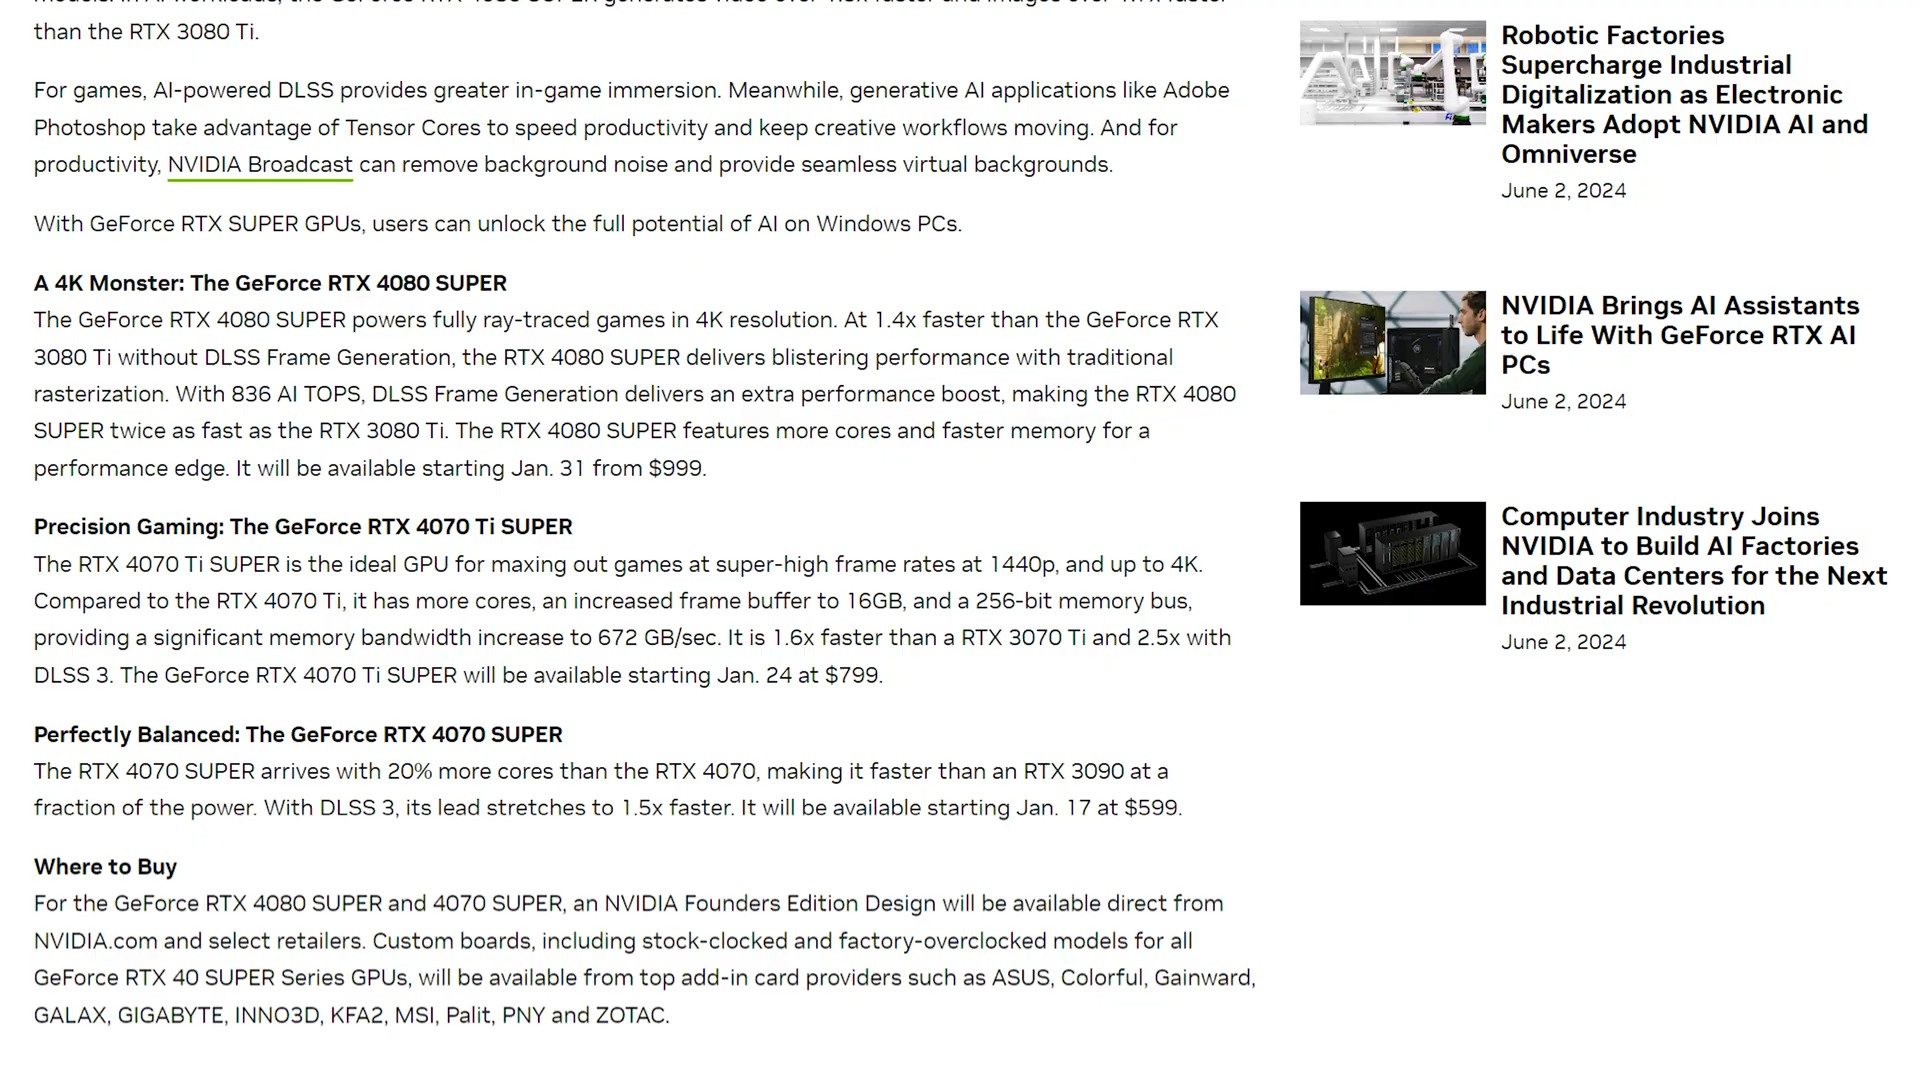 than the RTX 3080 Ti.
For games, AI-powered DLSS provides greater in-game immersion. Meanwhile, generative AI applications like Adobe
Photoshop take advantage of Tensor Cores to speed productivity and keep creative workflows moving. And for
productivity, NVIDIA Broadcast can remove background noise and provide seamless virtual backgrounds.
With GeForce RTX SUPER GPUs, users can unlock the full potential of AI on Windows PCs.
A 4K Monster: The GeForce RTX 4080 SUPER
The GeForce RTX 4080 SUPER powers fully ray-traced games in 4K resolution. At 1.4x faster than the GeForce RTX
3080 Ti without DLSS Frame Generation, the RTX 4080 SUPER delivers blistering performance with traditional
rasterization. With 836 AI TOPS, DLSS Frame Generation delivers an extra performance boost, making the RTX 4080
SUPER twice as fast as the RTX 3080 Ti. The RTX 4080 SUPER features more cores and faster memory for a
performance edge. It will be available starting Jan. 31 from $999.
Precision Gaming: The GeForce RTX 4070 Ti SUPER
The RTX 4070 Ti SUPER is the ideal GPU for maxing out games at super-high frame rates at 1440p, and up to 4K.
Compared to the RTX 4070 Ti, it has more cores, an increased frame buffer to 16GB, and a 256-bit memory bus,
providing a significant memory bandwidth increase to 672 GB/sec. It is 1.6x faster than a RTX 3070 Ti and 2.5x with
DLSS 3. The GeForce RTX 4070 Ti SUPER will be available starting Jan. 24 at $799.
Perfectly Balanced: The GeForce RTX 4070 SUPER
The RTX 4070 SUPER arrives with 20% more cores than the RTX 4070, making it faster than an RTX 3090 at a
fraction of the power. With DLSS 3, its lead stretches to 1.5x faster. It will be available starting Jan. 17 at $599.
Where to Buy
For the GeForce RTX 4080 SUPER and 4070 SUPER, an NVIDIA Founders Edition Design will be available direct from
NVIDIA.com and select retailers. Custom boards, including stock-clocked and factory-overclocked models for all
GeForce RTX 40 SUPER Series GPUs, will be available from top add-in card providers such as ASUS, Colorful, Gainward,
GALAX, GIGABYTE, INNO3D, KFA2, MSI, Palit, PNY and ZOTAC.
Robotic Factories
Supercharge Industrial
Digitalization as Electronic
Makers Adopt NVIDIA AI and
Omniverse
June 2, 2024
NVIDIA Brings AI Assistants
to Life With GeForce RTX AI
PCs
June 2, 2024
Computer Industry Joins
NVIDIA to Build AI Factories
and Data Centers for the Next
Industrial Revolution
June 2, 2024